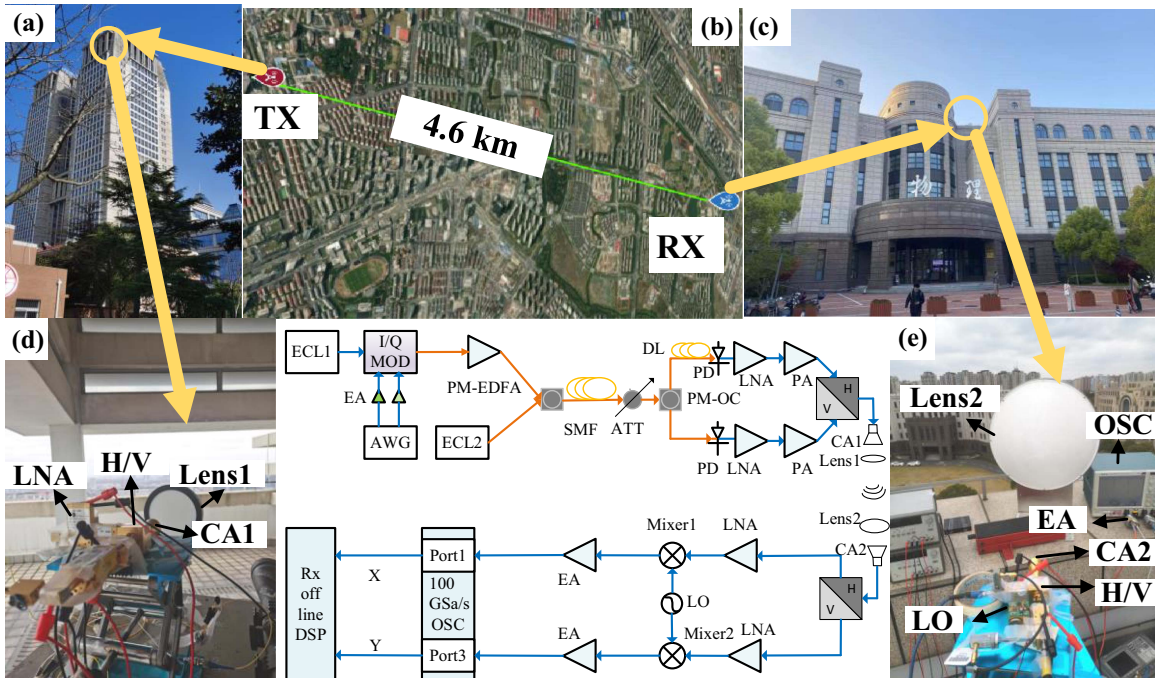 (a)
(b)
(c)
TX
4.6 km
RX
物理
(d)
LNA
H/V
Lens1
CA1
ECL1
I/Q
MOD
EA
AWG
PM-EDFA
ECL2
SMF
ATT
DL
PM-OC
PD
LNA
PA
PD
LNA
PA
H
V
CA1
Lens1
Lens2
CA2
H
V
LNA
Mixer1
LO
Mixer2
LNA
EA
EA
Port1
100
GSa/s
OSC
Port3
X
Y
Rx
off
line
DSP
(e)
Lens2
OSC
EA
CA2
H/V
LO